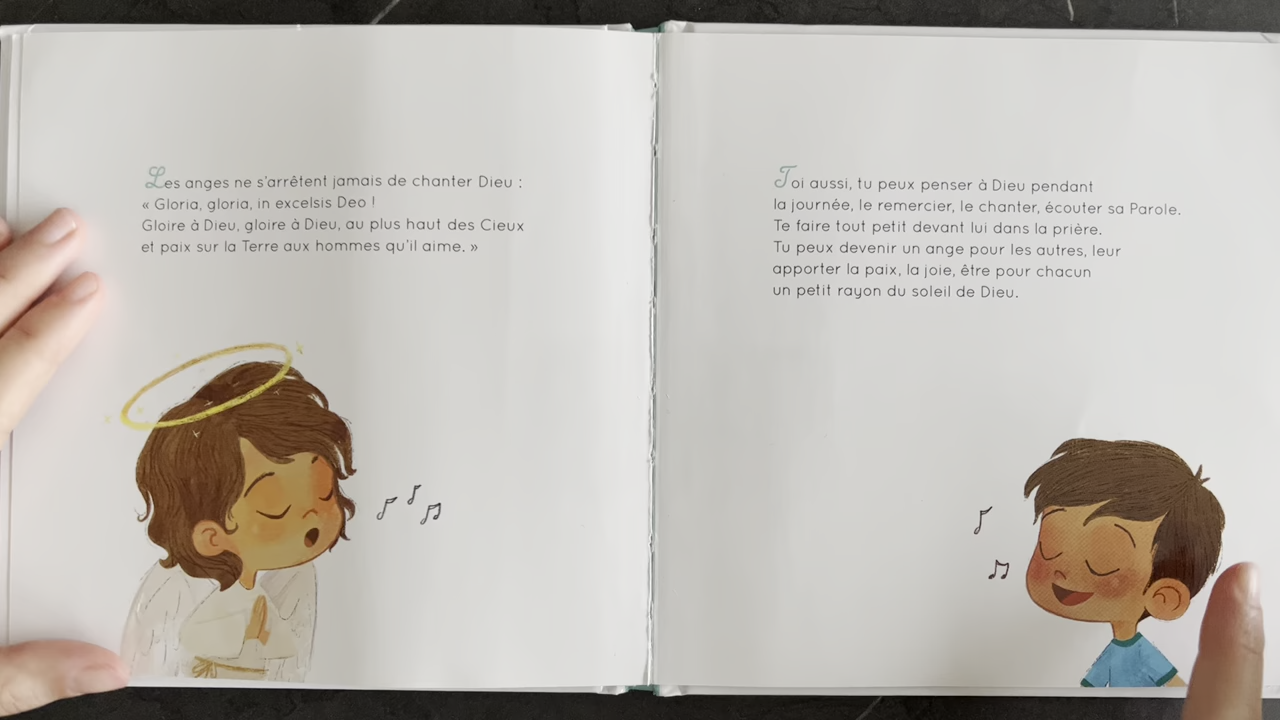 Les anges ne s'arrêtent jamais de chanter Dieu :
« Gloria, gloria, in excelsis Deo !
Gloire à Dieu, gloire à Dieu, au plus haut des Cieux
et paix sur la Terre aux hommes qu'il aime. »
Toi aussi, tu peux penser à Dieu pendant
la journée, le remercier, le chanter, écouter sa Parole.
Te faire tout petit devant lui dans la prière.
Tu peux devenir un ange pour les autres, leur
apporter la paix, la joie, être pour chacun
un petit rayon du soleil de Dieu.